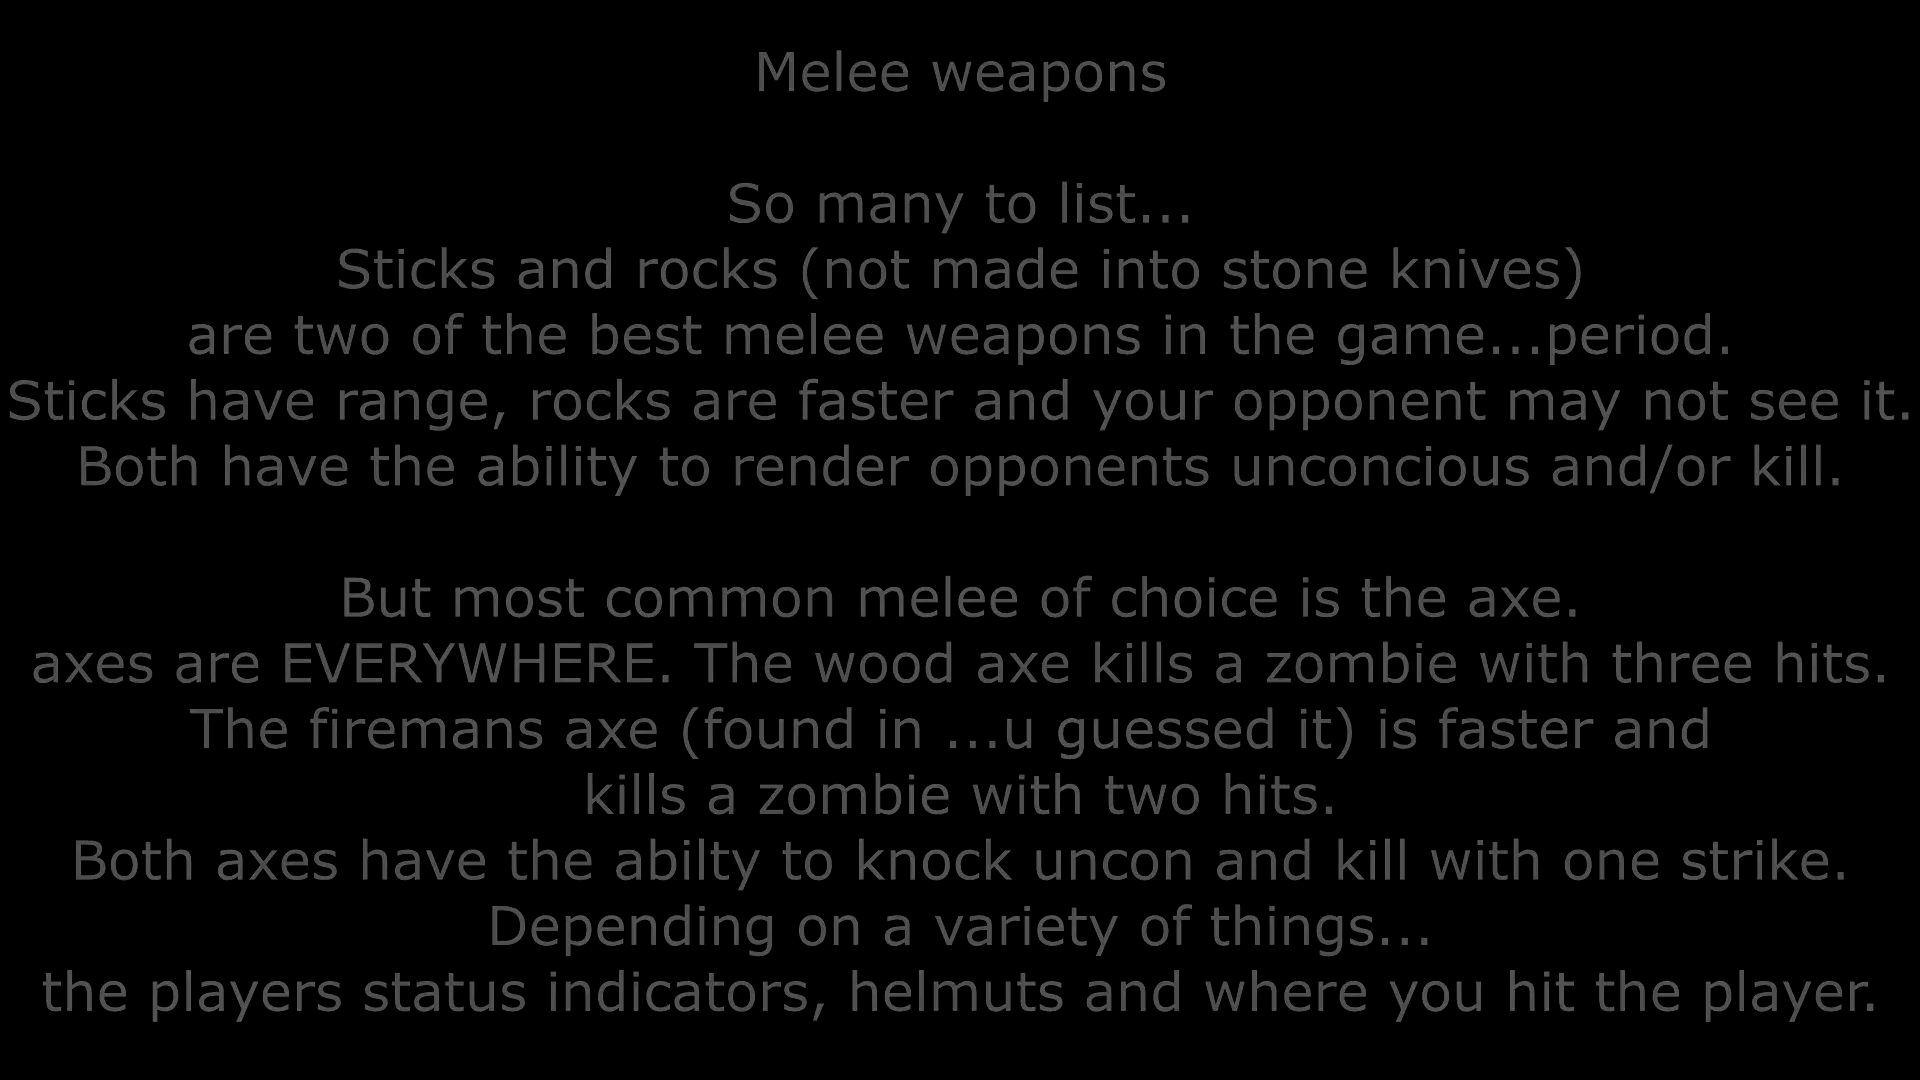 Melee weapons
So many to list...
Sticks and rocks (not made into stone knives)
are two of the best melee weapons in the game...period.
Sticks have range, rocks are faster and your opponent may not see it.
Both have the ability to render opponents unconcious and/or kill.
But most common melee of choice is the axe.
axes are EVERYWHERE. The wood axe kills a zombie with three hits.
The firemans axe (found in ...u guessed it) is faster and
kills a zombie with two hits.
Both axes have the abilty to knock uncon and kill with one strike.
Depending on a variety of things...
the players status indicators, helmuts and where you hit the player.